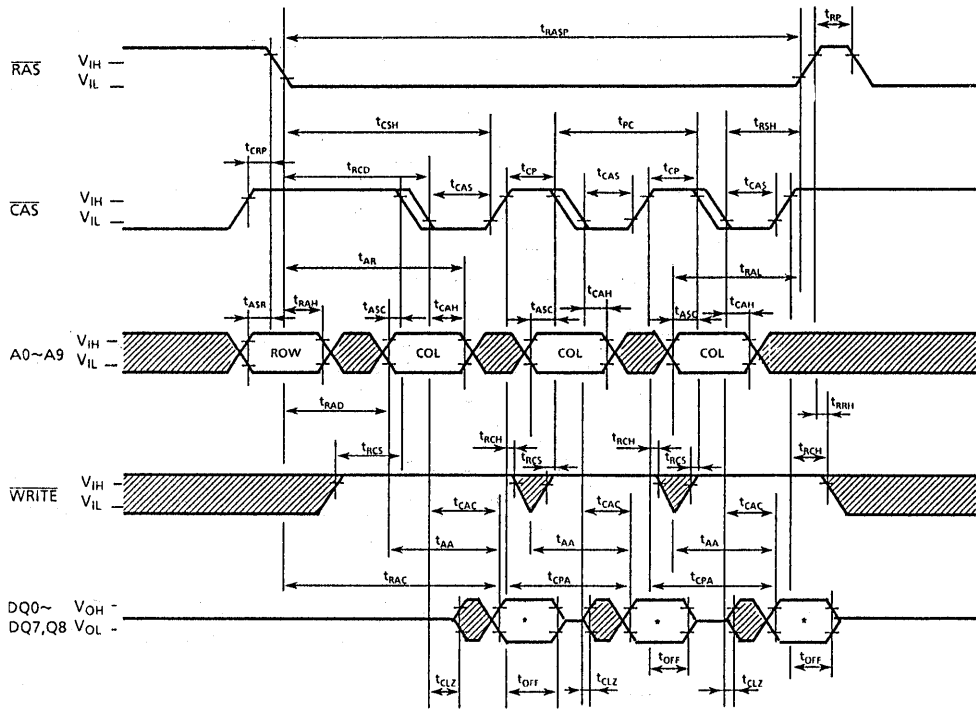 tRASP tRP
RAS VIH
VIL
tCSH tPC tRSH
tCRP tRCD tCP tCP
tCAS tCAS tCAS
CAS VIH
VIL
tAR tRAL
tASR tRAH tASC tCAH tASC tCAH tASC tCAH
A0~A9 VIH
VIL
ROW COL COL COL
tRAD tRRH
tRCS tRCH tRCS tRCH tRCS tRCH
WRITE VIH
VIL
tCAC tCAC tCAC
tAA tAA tAA
tRAC tCPA tCPA
DQ0~ VOH
DQ7,Q8 VOL
* * *
tCLZ tOFF tCLZ tOFF tCLZ tOFF